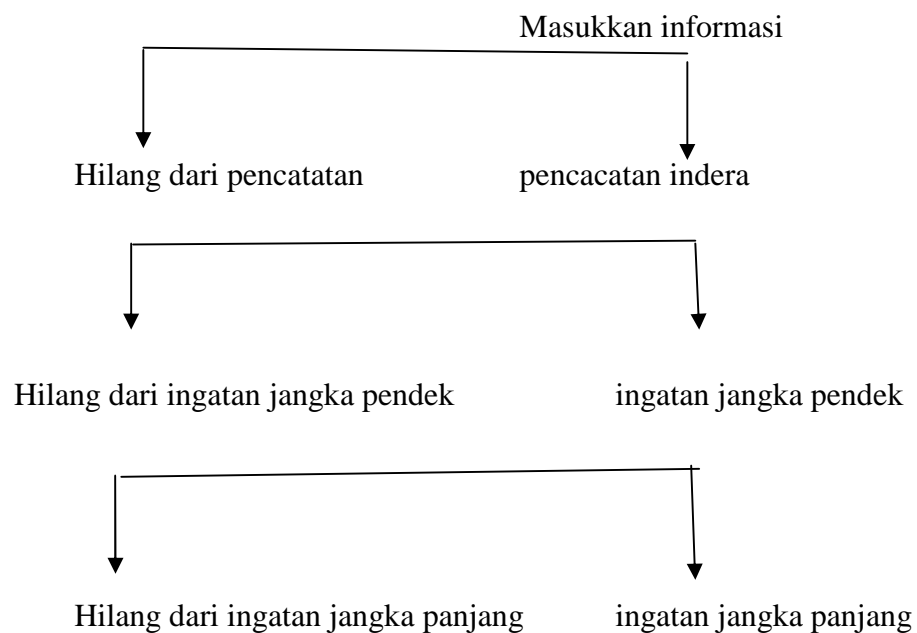 Masukkan informasi
Hilang dari pencatatan pencacatan indera
Hilang dari ingatan jangka pendek ingatan jangka pendek
Hilang dari ingatan jangka panjang ingatan jangka panjang